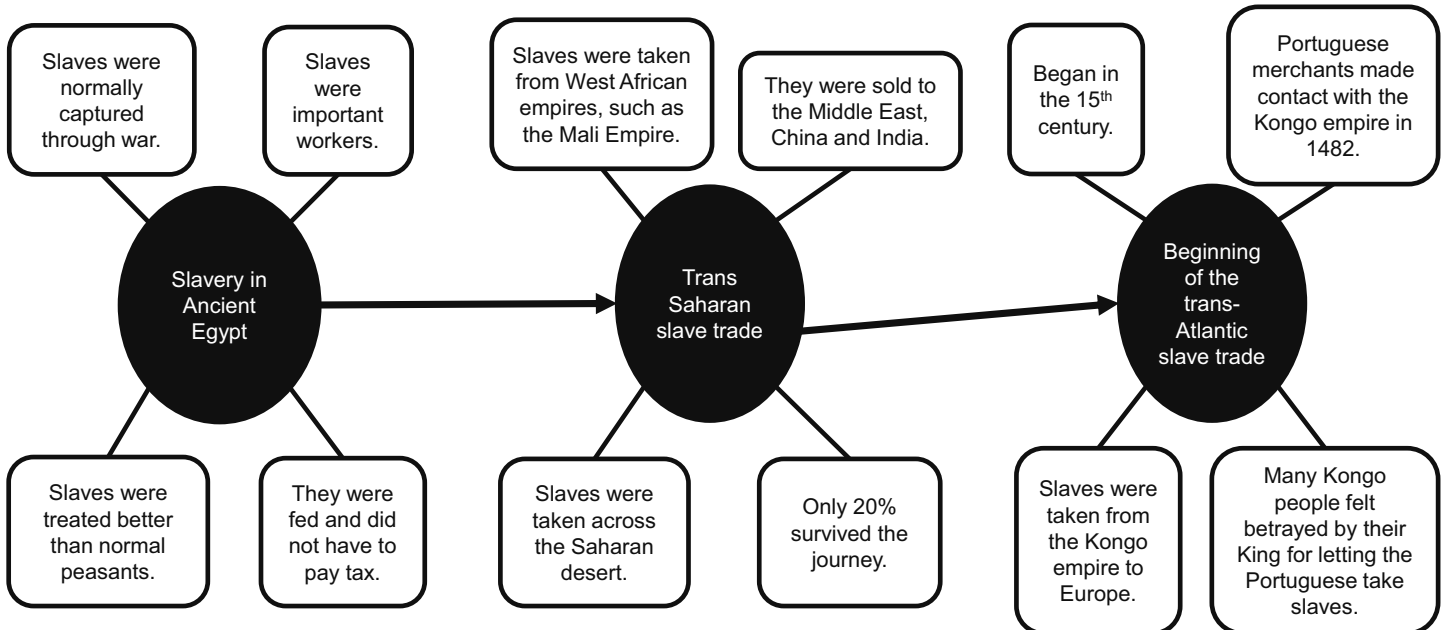 Slaves were
normally
captured
through war.
Slaves
were
important
workers.
Slavery in
Ancient
Egypt
Slaves were
treated better
than normal
peasants.
They were
fed and did
not have to
pay tax.
Slaves were taken
from West African
empires, such as
the Mali Empire.
They were sold to
the Middle East,
China and India.
Trans
Saharan
slave trade
Slaves were
taken across
the Saharan
desert.
Only 20%
survived the
journey.
Began in
the 15th
century.
Portuguese
merchants made
contact with the
Kongo empire in
1482.
Beginning
of the
trans-
Atlantic
slave trade
Slaves were
taken from
the Kongo
empire to
Europe.
Many Kongo
people felt
betrayed by their
King for letting the
Portuguese take
slaves.